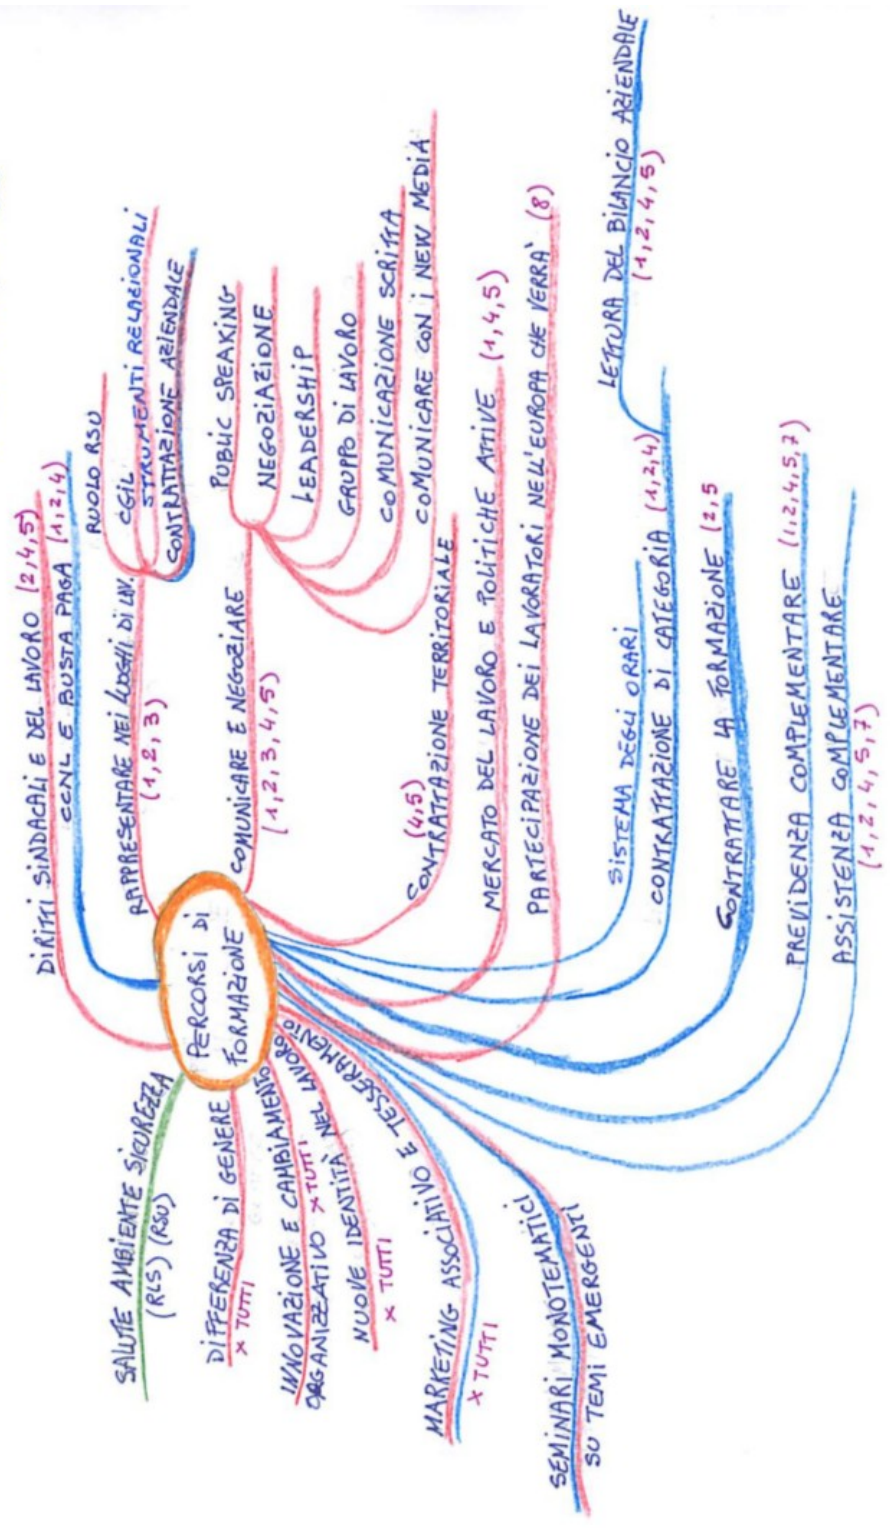 PERCORSI DI
FORMAZIONE
DIRITTI SINDACALI E DEL LAVORO (2,4,5)
CCNL E BUSTA PAGA (1,2,4)
RAPPRESENTARE NEI LUOGHI DI LAV.
(1,2,3)
RUOLO RSU
CGIL
STRUMENTI RELAZIONALI
CONTRATTAZIONE AZIENDALE
COMUNICARE E NEGOZIARE
(1,2,3,4,5)
PUBLIC SPEAKING
NEGOZIAZIONE
LEADERSHIP
GRUPPO DI LAVORO
COMUNICAZIONE SCRITTA
COMUNICARE CON I NEW MEDIA
(4,5)
CONTRATTAZIONE TERRITORIALE
MERCATO DEL LAVORO E POLITICHE ATTIVE (1,4,5)
PARTECIPAZIONE DEI LAVORATORI NELL'EUROPA CHE VERRA' (8)
SISTEMA DEGLI ORARI
CONTRATTAZIONE DI CATEGORIA (1,2,4)
LETTURA DEL BILANCIO AZIENDALE
(1,2,4,5)
CONTRATTARE LA FORMAZIONE (2,5
PREVIDENZA COMPLEMENTARE (1,2,4,5,7)
ASSISTENZA COMPLEMENTARE
(1,2,4,5,7)
SALUTE AMBIENTE SICUREZZA
(RLS) (RSU)
DIFFERENZA DI GENERE
X TUTTI
INNOVAZIONE E CAMBIAMENTO
ORGANIZZATIVO X TUTTI
NUOVE IDENTITÀ NEL LAVORO
X TUTTI
MARKETING ASSOCIATIVO E TESSERAMENTO
X TUTTI
SEMINARI MONOTEMATICI
SU TEMI EMERGENTI